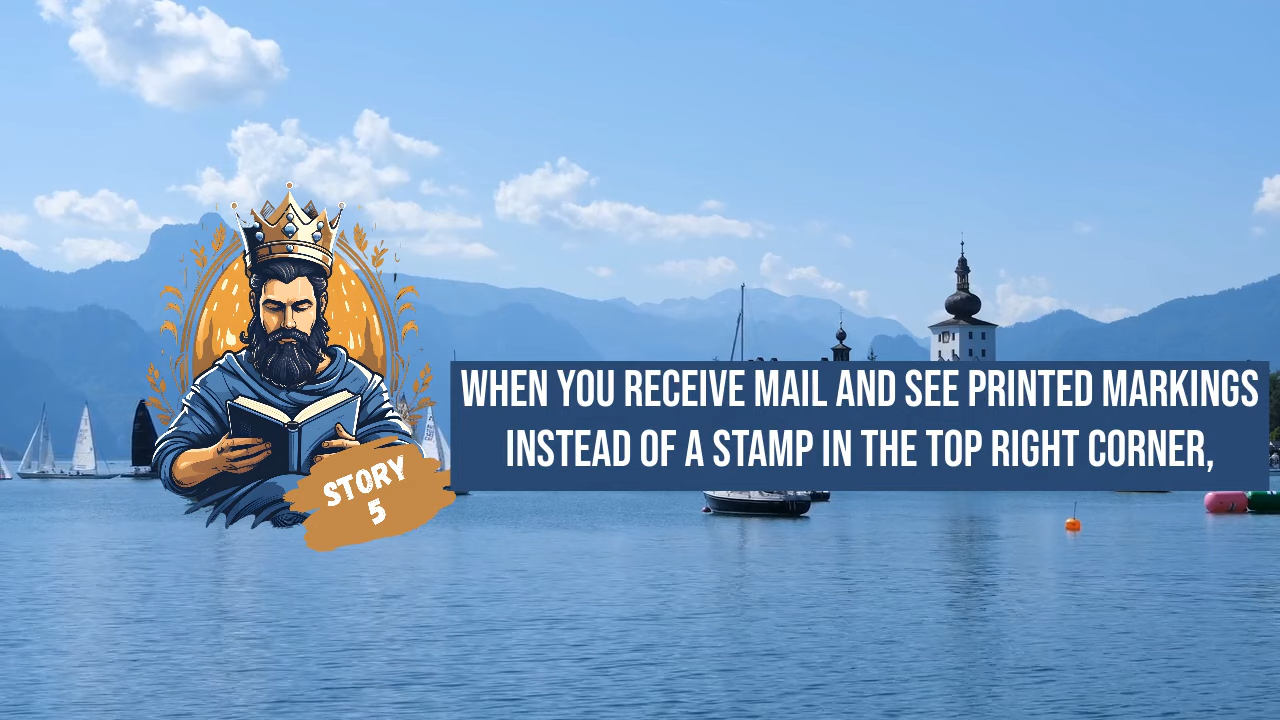 WHEN YOU RECEIVE MAIL AND SEE PRINTED MARKINGS
INSTEAD OF A STAMP IN THE TOP RIGHT CORNER,
STORY
5